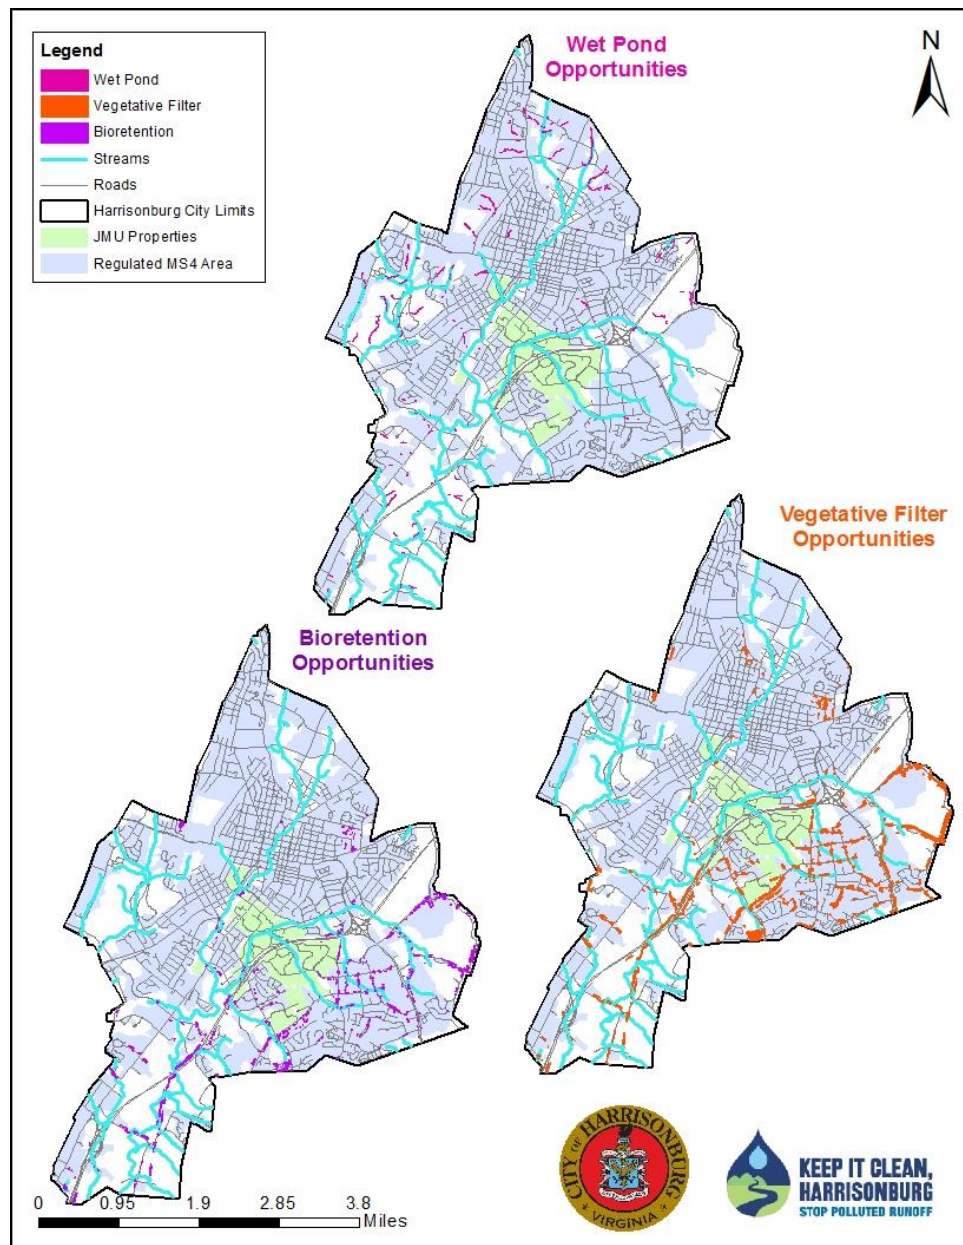 Legend
Wet Pond
Vegetative Filter
Bioretention
Streams
Roads
Harrisonburg City Limits
JMU Properties
Regulated MS4 Area
Wet Pond
Opportunities
N
Vegetative Filter
Opportunities
Bioretention
Opportunities
CITY OF HARRISONBURG
VIRGINIA
KEEP IT CLEAN,
HARRISONBURG
STOP POLLUTED RUNOFF
0 0.95 1.9 2.85 3.8
Miles